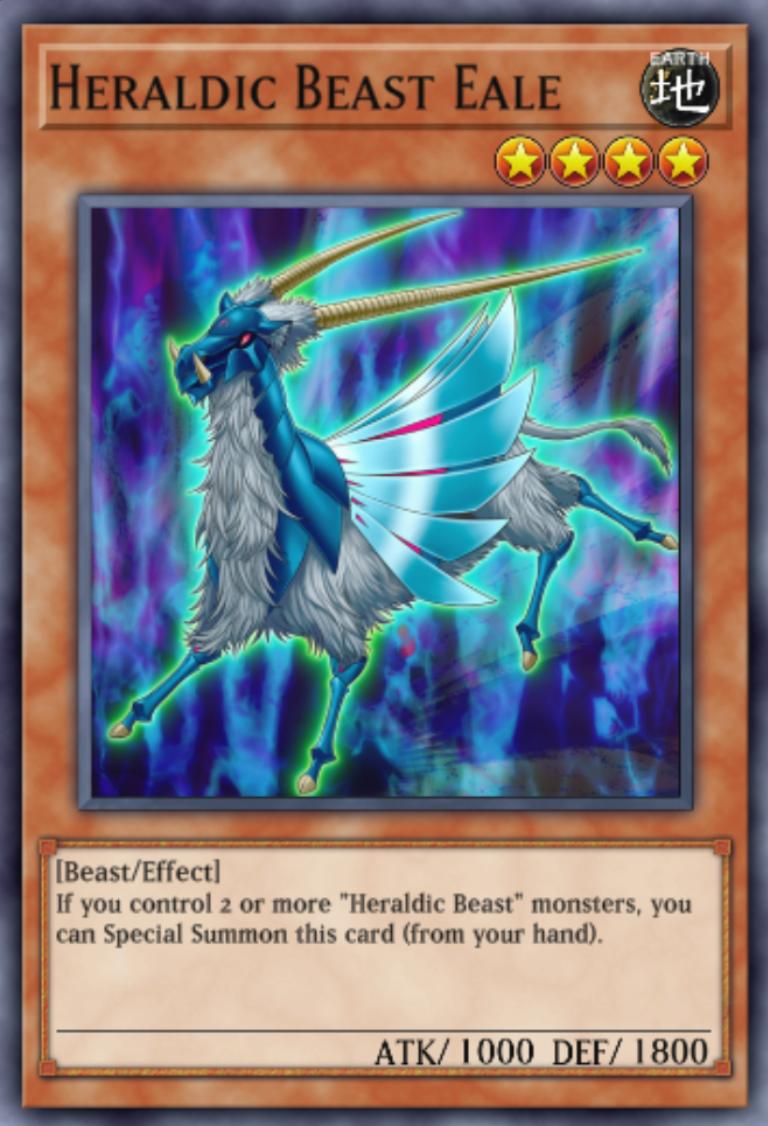 HERALDIC BEAST EALE
EARTH
地
[Beast/Effect]
If you control 2 or more "Heraldic Beast" monsters, you
can Special Summon this card (from your hand).
ATK/ 1000 DEF/ 1800